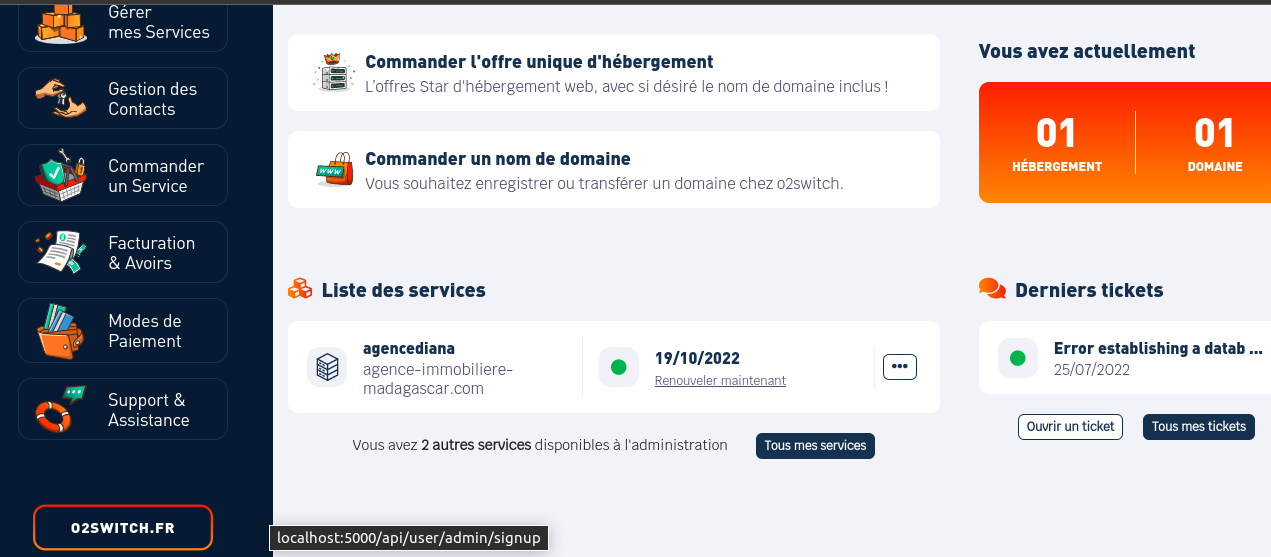 Gérer
mes Services
Gestion des
Contacts
Commander
un Service
Facturation
& Avoirs
Modes de
Paiement
Support &
Assistance
O2SWITCH.FR
Commander l'offre unique d'hébergement
L'offres Star d'hébergement web, avec si désiré le nom de domaine inclus !
www
Commander un nom de domaine
Vous souhaitez enregistrer ou transférer un domaine chez o2switch.
Liste des services
agencediana
agence-immobiliere-
madagascar.com
19/10/2022
Renouveler maintenant
•••
Vous avez 2 autres services disponibles à l'administration
Tous mes services
localhost:5000/api/user/admin/signup
Vous avez actuellement
01
HÉBERGEMENT
01
DOMAINE
Derniers tickets
Error establishing a datab ...
25/07/2022
Ouvrir un ticket
Tous mes tickets